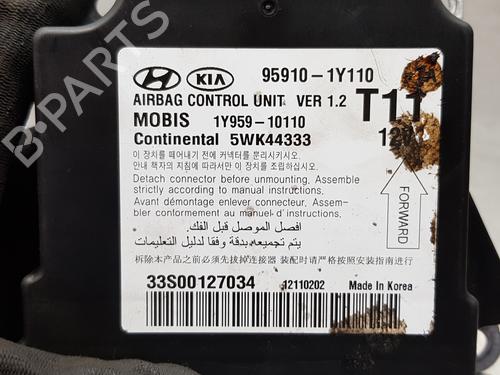 B-PARTS
HYUNDAI KIA 95910-1Y110
AIRBAG CONTROL UNIT VER 1.2 T11
MOBIS 1Y959-10110
Continental 5WK44333
이 장치를 떼어내기 전에 커넥터를 분리시키시오.
안내 책자의 지침에 따라서만 이 장치를 조립하십시오.
Detach connector before unmounting, Assemble
strictly according to manual instructions.
Avant démontage enlever connecteur, Assem-
bler conformement au manuel d'instructions.
FORWARD
افصل الموصل قبل الفك.
يتم تجميعه بدقة وفقا لدليل التعليمات
拆除本产品之前必须先拔掉连接器 装配时请严格按照安装指南进行
33S00127034 12110202 Made in Korea